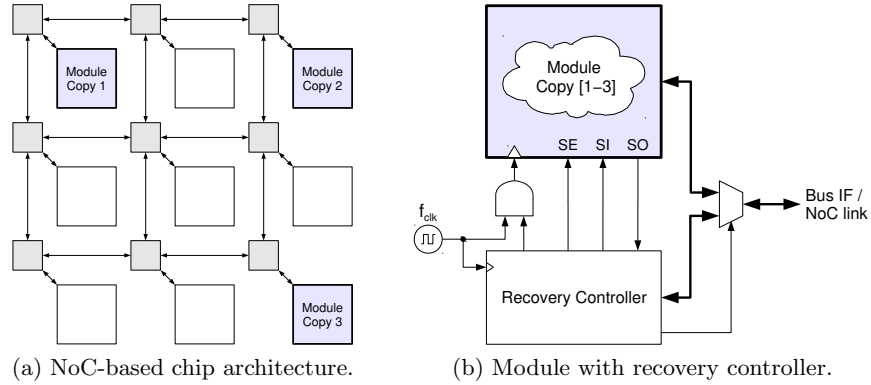 Module
Copy 1
Module
Copy 2
Module
Copy 3
(a) NoC-based chip architecture.
Module
Copy [1−3]
SE SI SO
f_clk
Bus IF /
NoC link
Recovery Controller
(b) Module with recovery controller.